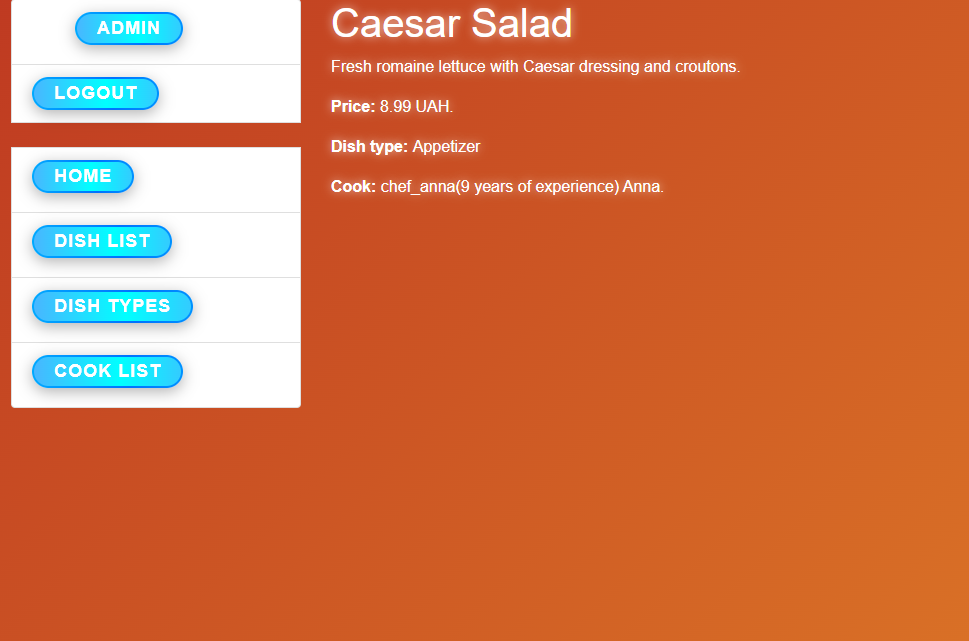 ADMIN
LOGOUT
HOME
DISH LIST
DISH TYPES
COOK LIST
Caesar Salad
Fresh romaine lettuce with Caesar dressing and croutons.
Price: 8.99 UAH.
Dish type: Appetizer
Cook: chef_anna(9 years of experience) Anna.